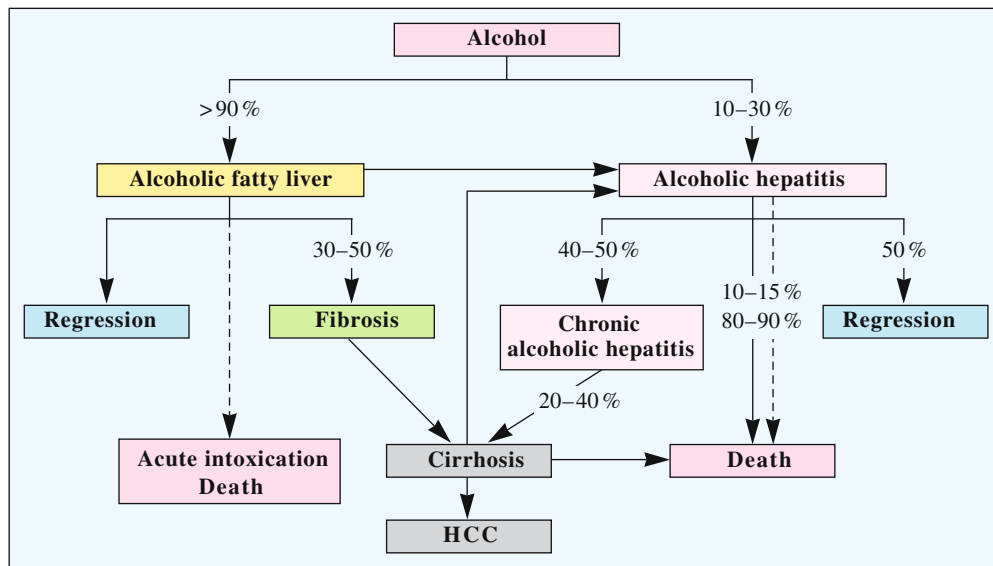 Alcohol
>90 %
10–30 %
Alcoholic fatty liver
Alcoholic hepatitis
30–50 %
40–50 %
50 %
Regression
Fibrosis
Chronic
alcoholic hepatitis
10–15 %
80–90 %
Regression
20–40 %
Acute intoxication
Death
Cirrhosis
Death
HCC